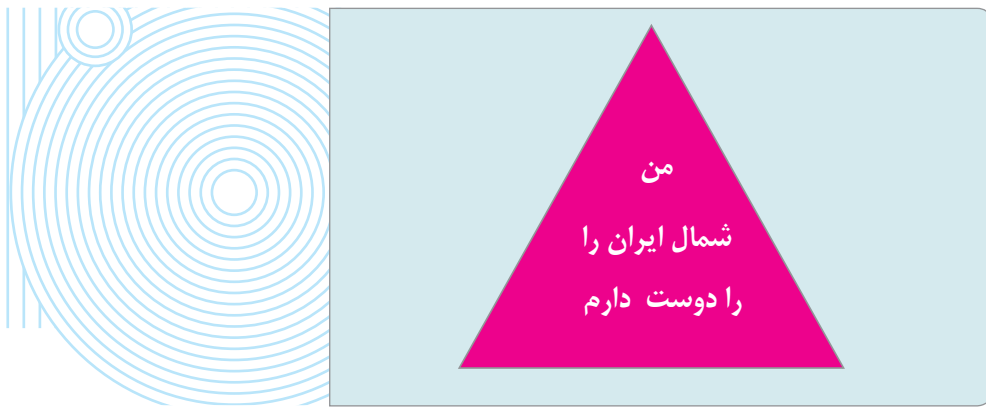 من
شمال ایران را
را دوست دارم